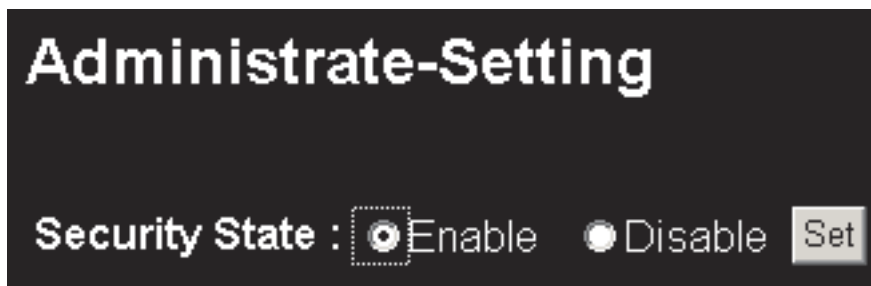 Administrate-Setting
Security State : Enable Disable Set